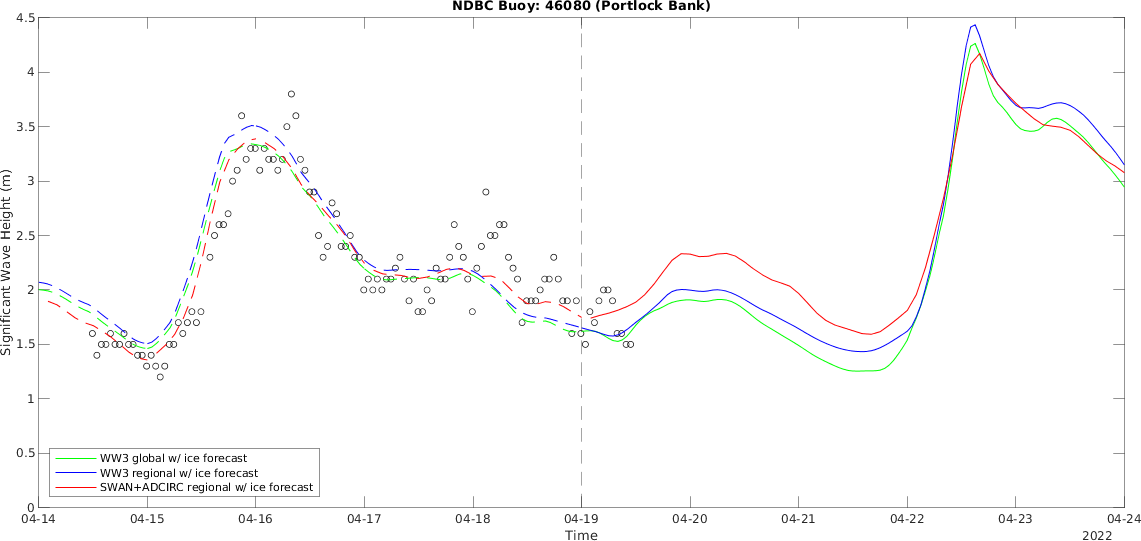 NDBC Buoy: 46080 (Portlock Bank)
4.5
4
3.5
3
2.5
2
1.5
1
0.5
0
Significant Wave Height (m)
WW3 global w/ ice forecast
WW3 regional w/ ice forecast
SWAN+ADCIRC regional w/ ice forecast
04-14 04-15 04-16 04-17 04-18 04-19 04-20 04-21 04-22 04-23 04-24
Time
2022